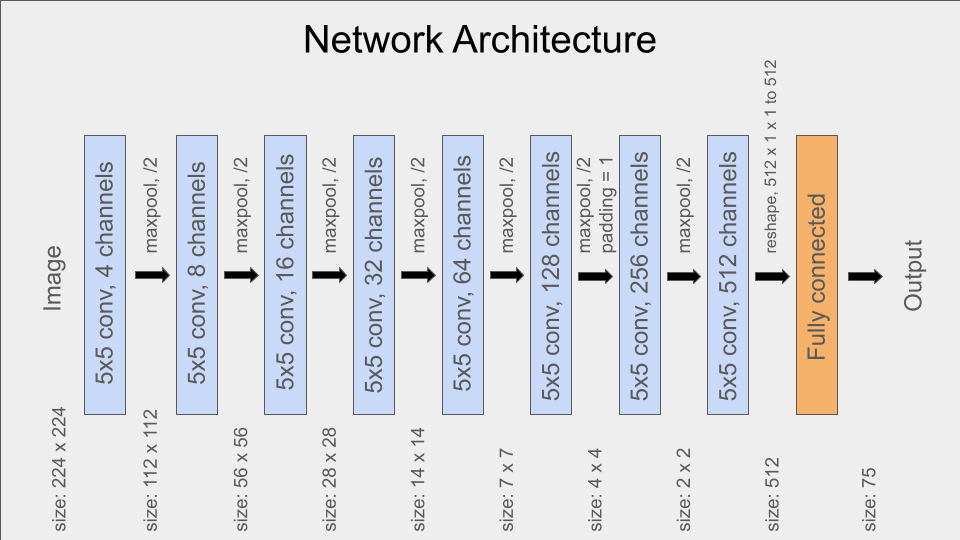 Network Architecture
Image
size: 224 x 224
5x5 conv, 4 channels
maxpool, /2
size: 112 x 112
5x5 conv, 8 channels
maxpool, /2
size: 56 x 56
5x5 conv, 16 channels
maxpool, /2
size: 28 x 28
5x5 conv, 32 channels
maxpool, /2
size: 14 x 14
5x5 conv, 64 channels
maxpool, /2
size: 7 x 7
5x5 conv, 128 channels
maxpool, /2
padding = 1
size: 4 x 4
5x5 conv, 256 channels
maxpool, /2
size: 2 x 2
5x5 conv, 512 channels
reshape, 512 x 1 x 1 to 512
size: 512
Fully connected
size: 75
Output